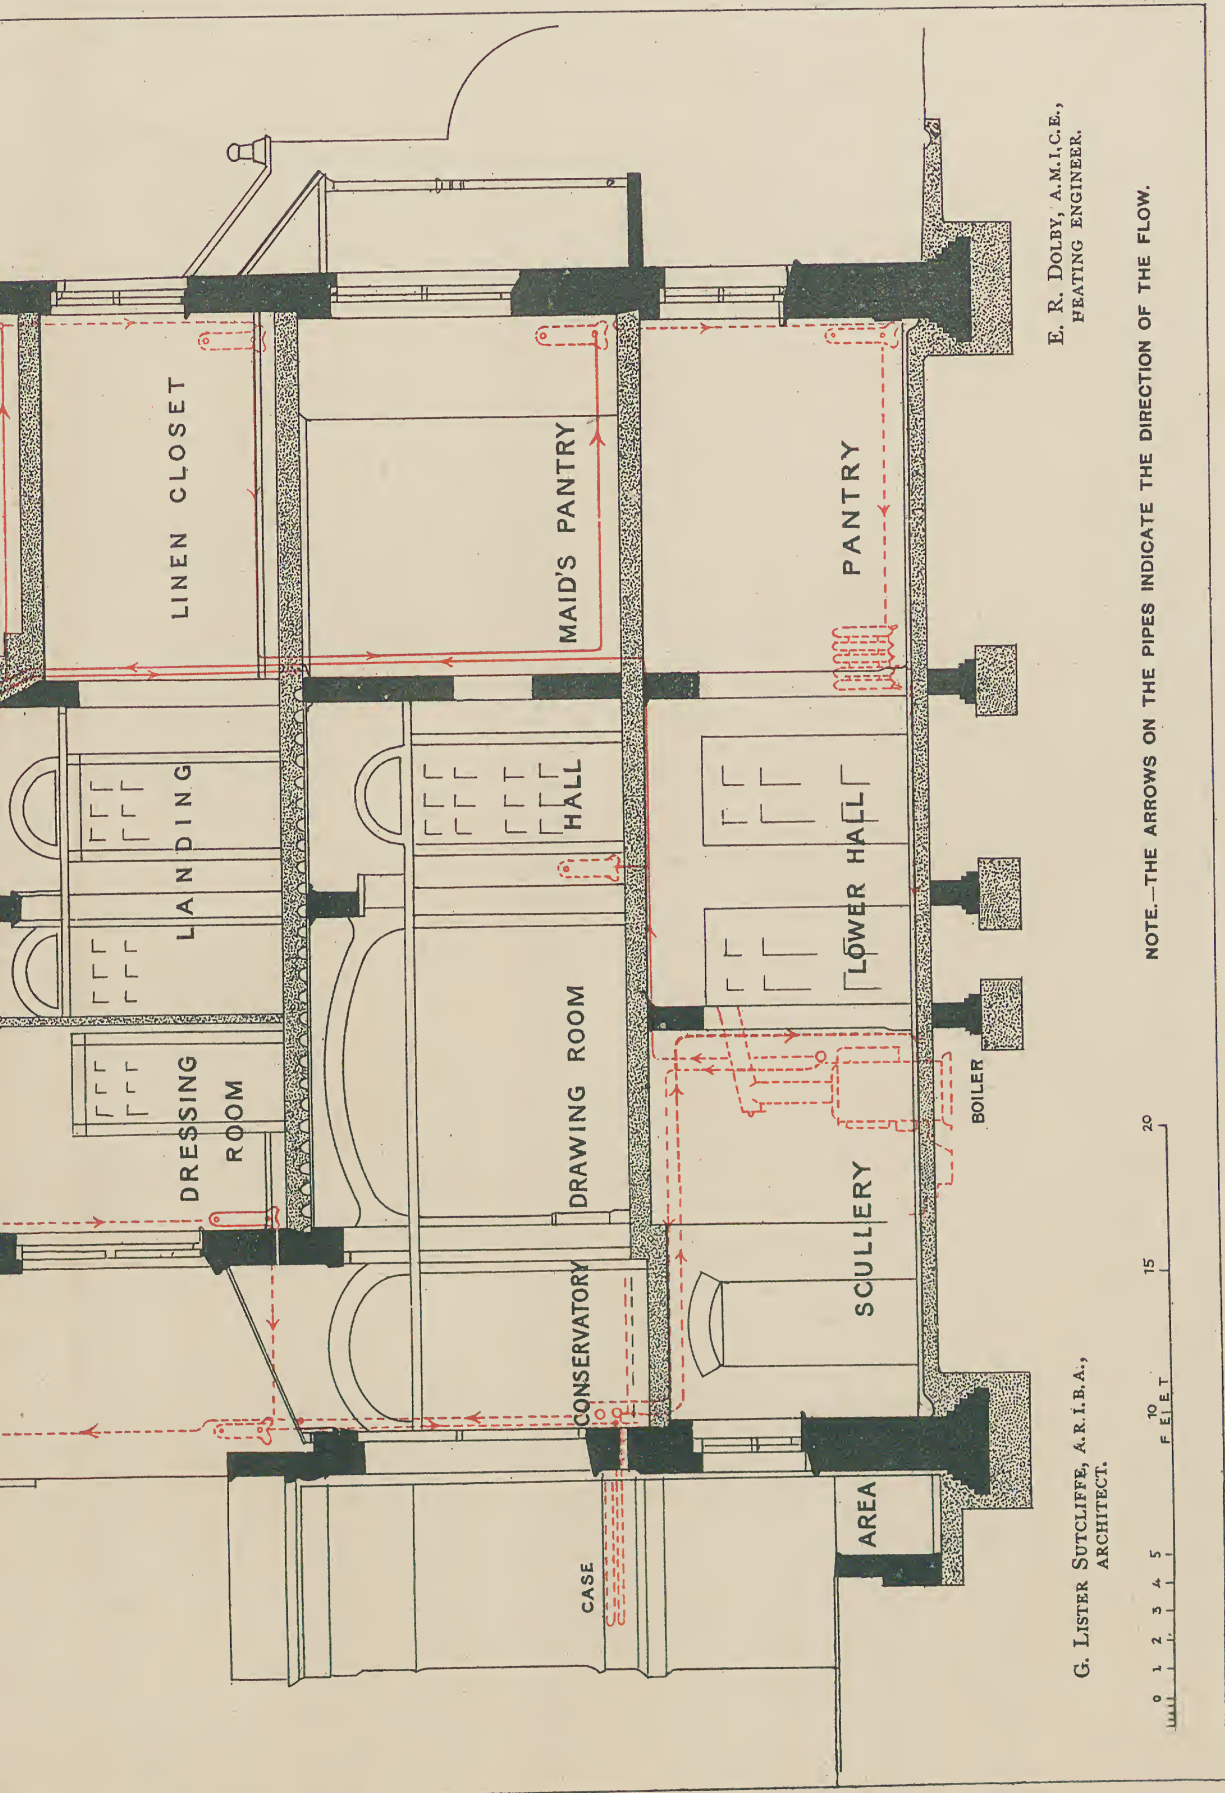 LINEN CLOSET
LANDING
DRESSING
ROOM
MAID'S PANTRY
HALL
DRAWING ROOM
CONSERVATORY
CASE
PANTRY
LOWER HALL
SCULLERY
AREA
BOILER
G. LISTER SUTCLIFFE, A.R.I.B.A.,
ARCHITECT.
E. R. DOLBY, A.M.I.C.E.,
HEATING ENGINEER.
NOTE.—THE ARROWS ON THE PIPES INDICATE THE DIRECTION OF THE FLOW.
0 1 2 3 4 5 10 15 20
FEET